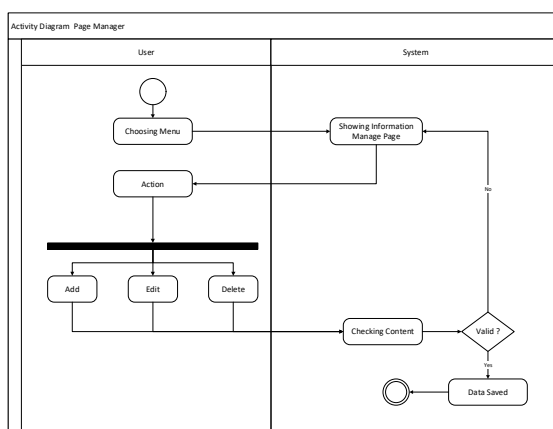 Activity Diagram Page Manager
User
System
Choosing Menu
Showing Information
Manage Page
Action
No
Add
Edit
Delete
Checking Content
Valid ?
Yes
Data Saved